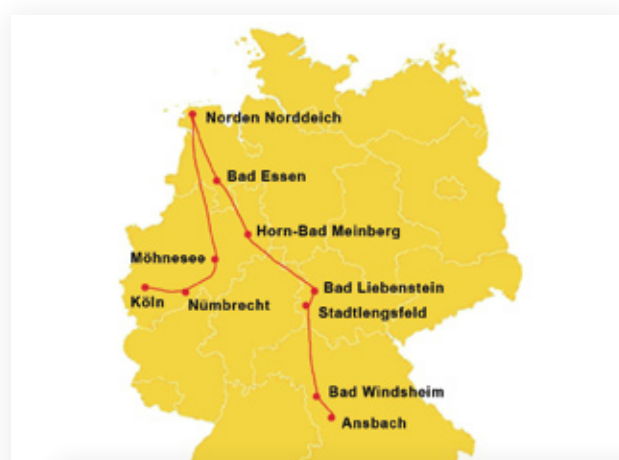 Norden Norddeich
Bad Essen
Horn-Bad Meinberg
Möhnesee
Bad Liebenstein
Köln
Nümbrecht
Stadtlengsfeld
Bad Windsheim
Ansbach